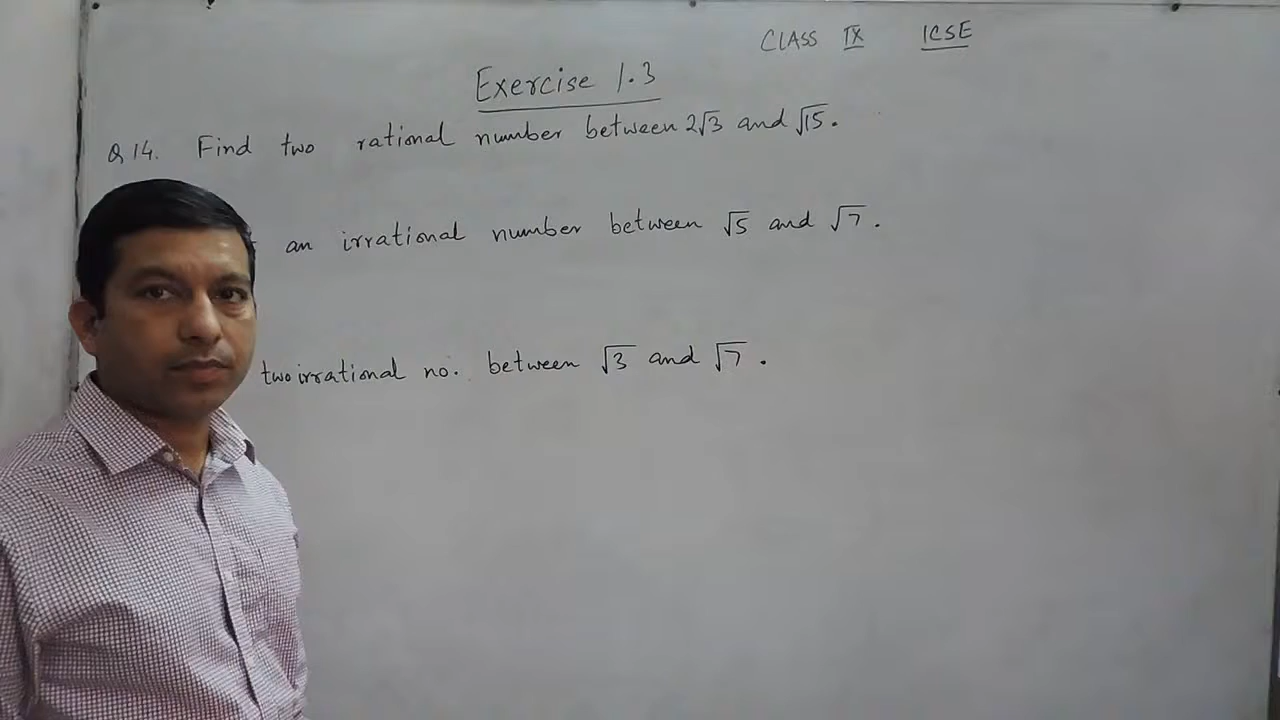 CLASS IX ICSE
Exercise 1.3
Q 14. Find two rational number between 2√3 and √15.
an irrational number between √5 and √7.
two irrational no. between √3 and √7.